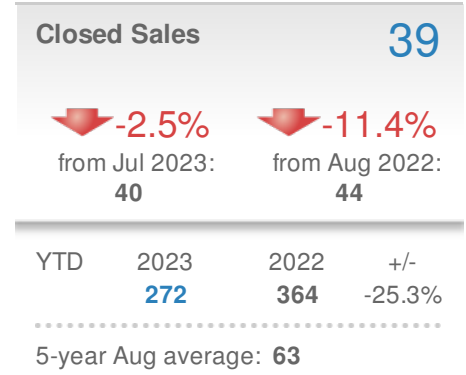 Closed Sales 39
-2.5% -11.4%
from Jul 2023: from Aug 2022:
40 44
YTD 2023 2022 +/-
272 364 -25.3%
5-year Aug average: 63